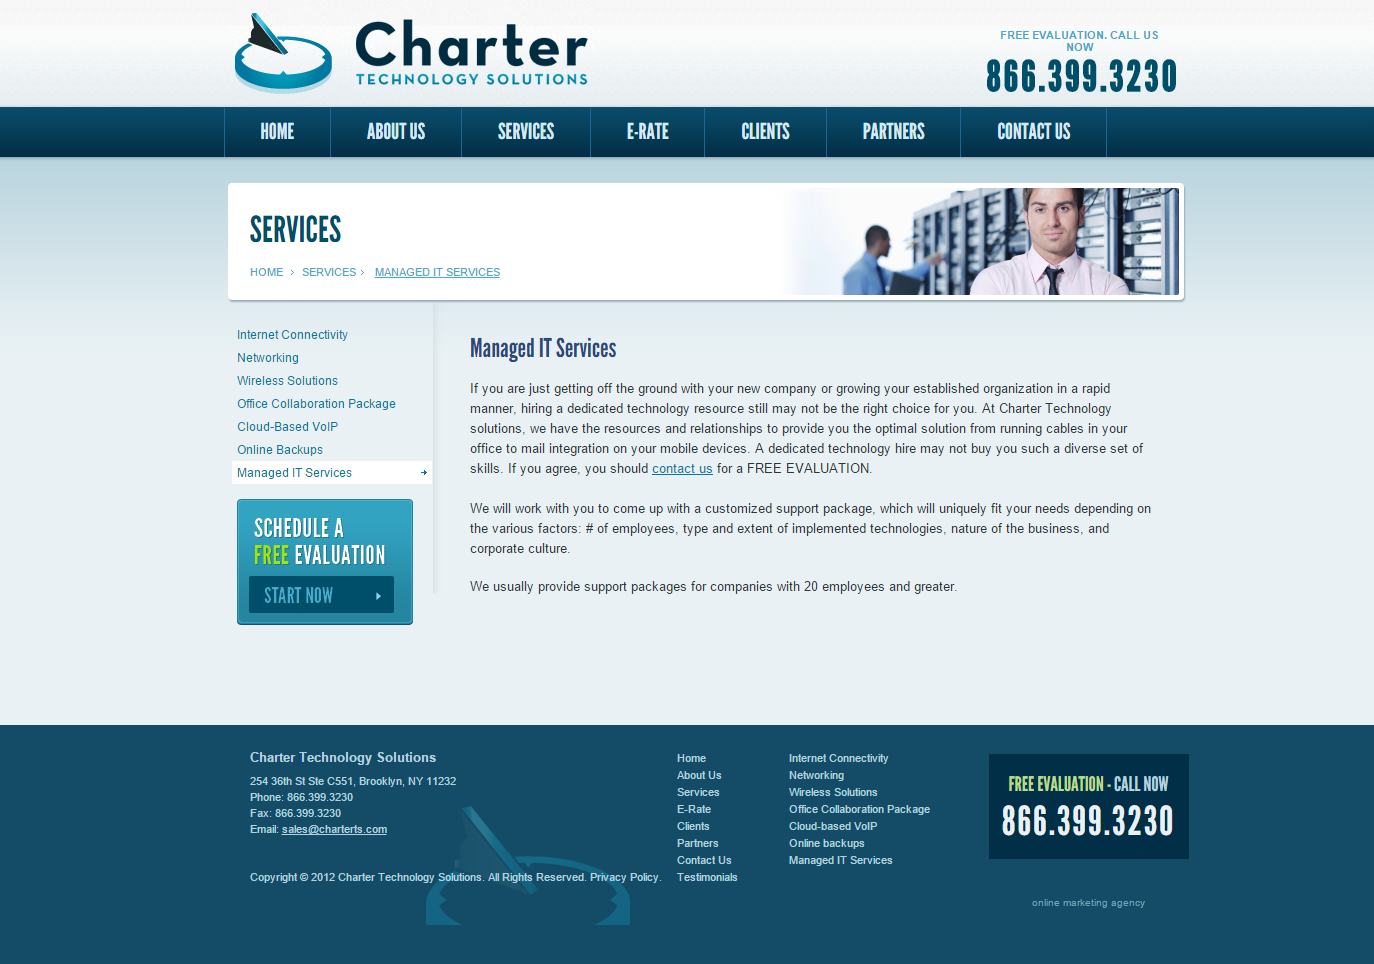 Charter
TECHNOLOGY SOLUTIONS
FREE EVALUATION. CALL US
NOW
866.399.3230
HOME
ABOUT US
SERVICES
E-RATE
CLIENTS
PARTNERS
CONTACT US
SERVICES
HOME
SERVICES
MANAGED IT SERVICES
Internet Connectivity
Networking
Wireless Solutions
Office Collaboration Package
Cloud-Based VoIP
Online Backups
Managed IT Services
SCHEDULE A
FREE EVALUATION
START NOW
Managed IT Services
If you are just getting off the ground with your new company or growing your established organization in a rapid
manner, hiring a dedicated technology resource still may not be the right choice for you. At Charter Technology
solutions, we have the resources and relationships to provide you the optimal solution from running cables in your
office to mail integration on your mobile devices. A dedicated technology hire may not buy you such a diverse set of
skills. If you agree, you should contact us for a FREE EVALUATION.
We will work with you to come up with a customized support package, which will uniquely fit your needs depending on
the various factors: # of employees, type and extent of implemented technologies, nature of the business, and
corporate culture.
We usually provide support packages for companies with 20 employees and greater.
Charter Technology Solutions
254 36th St Ste C551, Brooklyn, NY 11232
Phone: 866.399.3230
Fax: 866.399.3230
Email: sales@charterts.com
Copyright © 2012 Charter Technology Solutions. All Rights Reserved. Privacy Policy.
Home
About Us
Services
E-Rate
Clients
Partners
Contact Us
Testimonials
Internet Connectivity
Networking
Wireless Solutions
Office Collaboration Package
Cloud-based VoIP
Online backups
Managed IT Services
FREE EVALUATION - CALL NOW
866.399.3230
online marketing agency